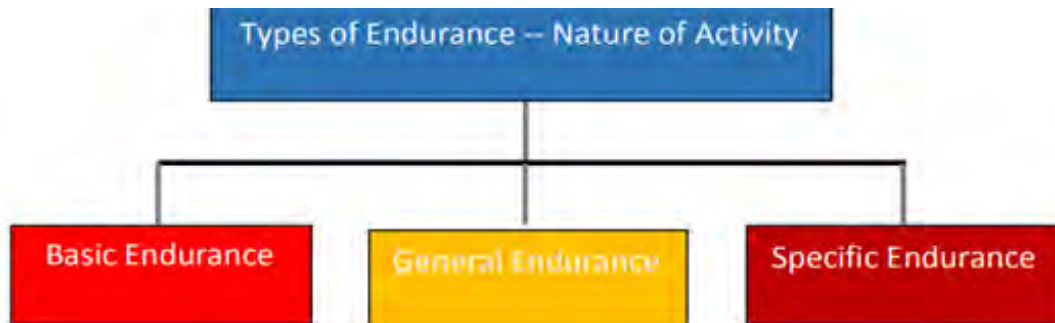 Types of Endurance -- Nature of Activity
Basic Endurance
General Endurance
Specific Endurance